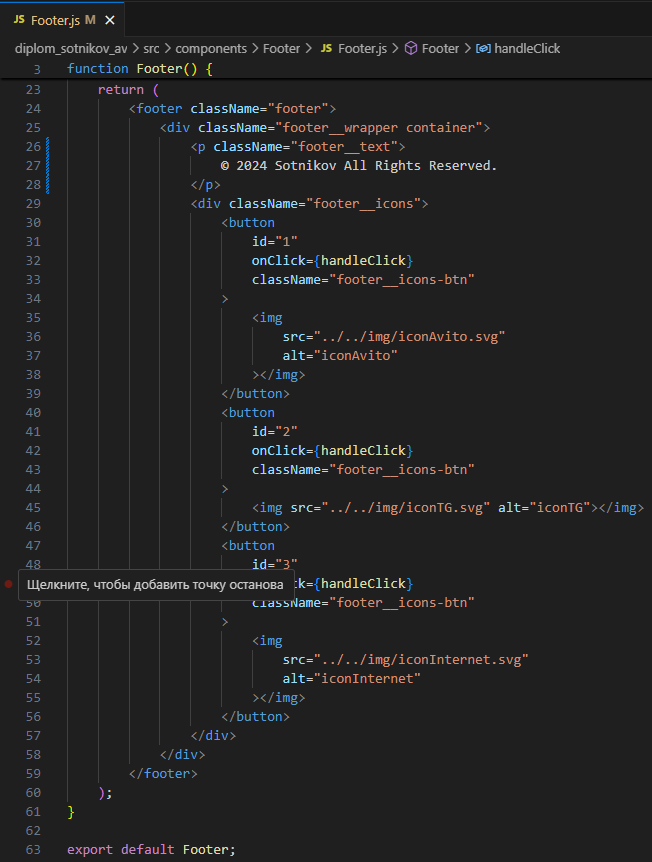 JS Footer.js M ×
diplom_sotnikov_av > src > components > Footer > JS Footer.js > Footer > handleClick
3 function Footer() {
23 return (
24 <footer className="footer">
25 <div className="footer__wrapper container">
26 <p className="footer__text">
27 © 2024 Sotnikov All Rights Reserved.
28 </p>
29 <div className="footer__icons">
30 <button
31 id="1"
32 onClick={handleClick}
33 className="footer__icons-btn"
34 >
35 <img
36 src="../../img/iconAvito.svg"
37 alt="iconAvito"
38 ></img>
39 </button>
40 <button
41 id="2"
42 onClick={handleClick}
43 className="footer__icons-btn"
44 >
45 <img src="../../img/iconTG.svg" alt="iconTG"></img>
46 </button>
47 <button
48 id="3"
Щелкните, чтобы добавить точку останова ck={handleClick}
50 className="footer__icons-btn"
51 >
52 <img
53 src="../../img/iconInternet.svg"
54 alt="iconInternet"
55 ></img>
56 </button>
57 </div>
58 </div>
59 </footer>
60 );
61 }
62
63 export default Footer;